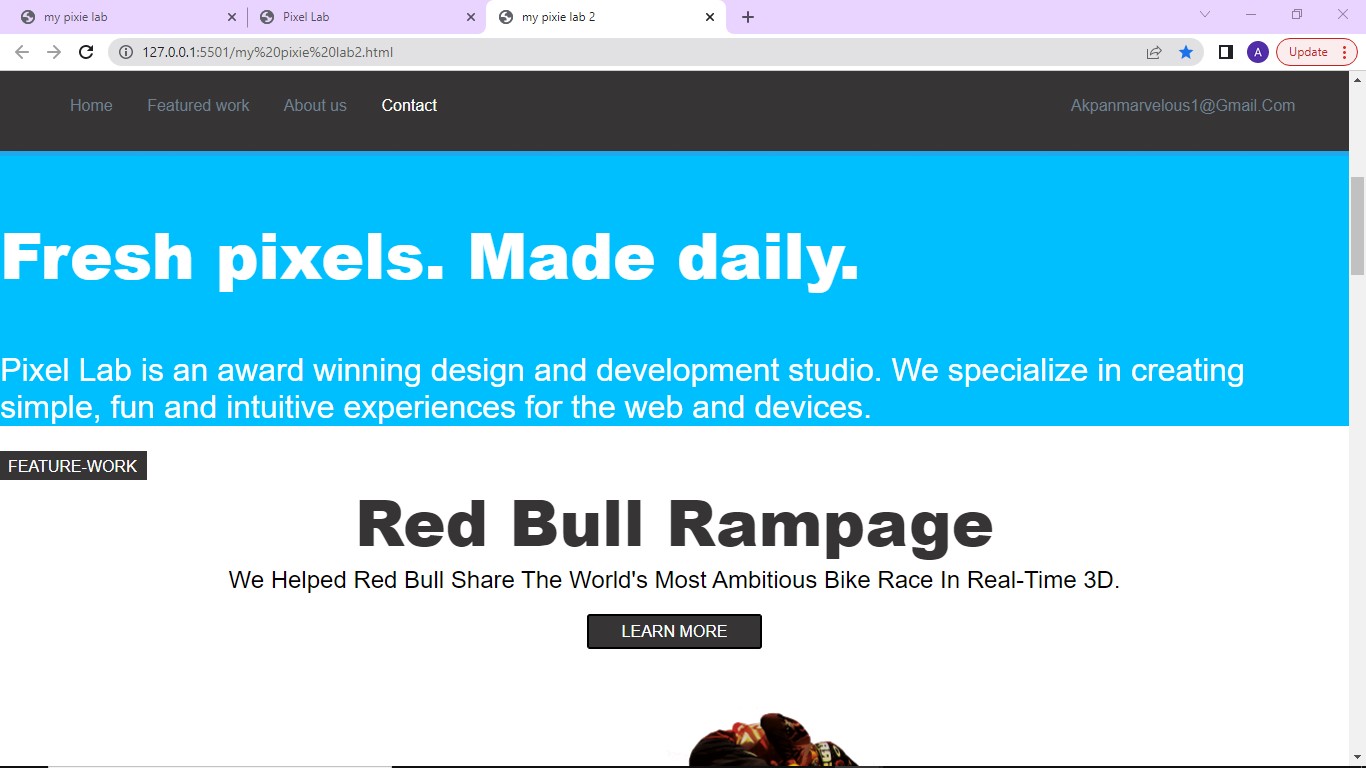 my pixie lab
Pixel Lab
my pixie lab 2
127.0.0.1:5501/my%20pixie%20lab2.html
A
Update
Home Featured work About us Contact Akpanmarvelous1@Gmail.Com
Fresh pixels. Made daily.
Pixel Lab is an award winning design and development studio. We specialize in creating
simple, fun and intuitive experiences for the web and devices.
FEATURE-WORK
Red Bull Rampage
We Helped Red Bull Share The World's Most Ambitious Bike Race In Real-Time 3D.
LEARN MORE